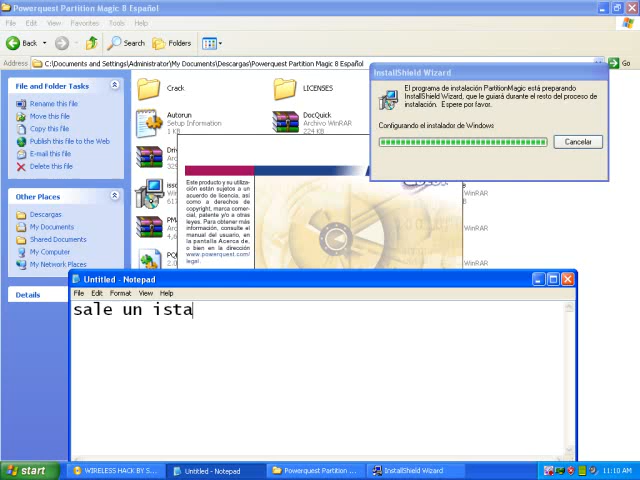 Powerquest Partition Magic 8 Español
File Edit View Favorites Tools Help
Back Search Folders
Address C:\Documents and Settings\Administrator\My Documents\Descargas\Powerquest Partition Magic 8 Español Go
File and Folder Tasks
Rename this file
Move this file
Copy this file
Publish this file to the Web
E-mail this file
Delete this file
Other Places
Descargas
My Documents
Shared Documents
My Computer
My Network Places
Details
Crack
LICENSES
Autorun
Setup Information
1 KB
DocQuick
Archivo WinRAR
224 KB
InstallShield Wizard
El programa de instalación PartitionMagic está preparando
InstallShield Wizard, que le guiará durante el resto del proceso de
instalación. Espere por favor.
Configurando el instalador de Windows
Cancelar
Este producto y su utiliza-
ción están sujetos a un
acuerdo de licencia, así
como a derechos de
copyright, marca comer-
cial, patente y/o a otras
leyes. Para obtener más
información, consulte el
manual del usuario, en
la pantalla Acerca de,
o bien en la dirección
www.powerquest.com/
legal.
WinRAR
WinRAR
WinRAR
Untitled - Notepad
File Edit Format View Help
sale un ista
start
WIRELESS HACK BY S...
Untitled - Notepad
Powerquest Partition ...
InstallShield Wizard
11:10 AM